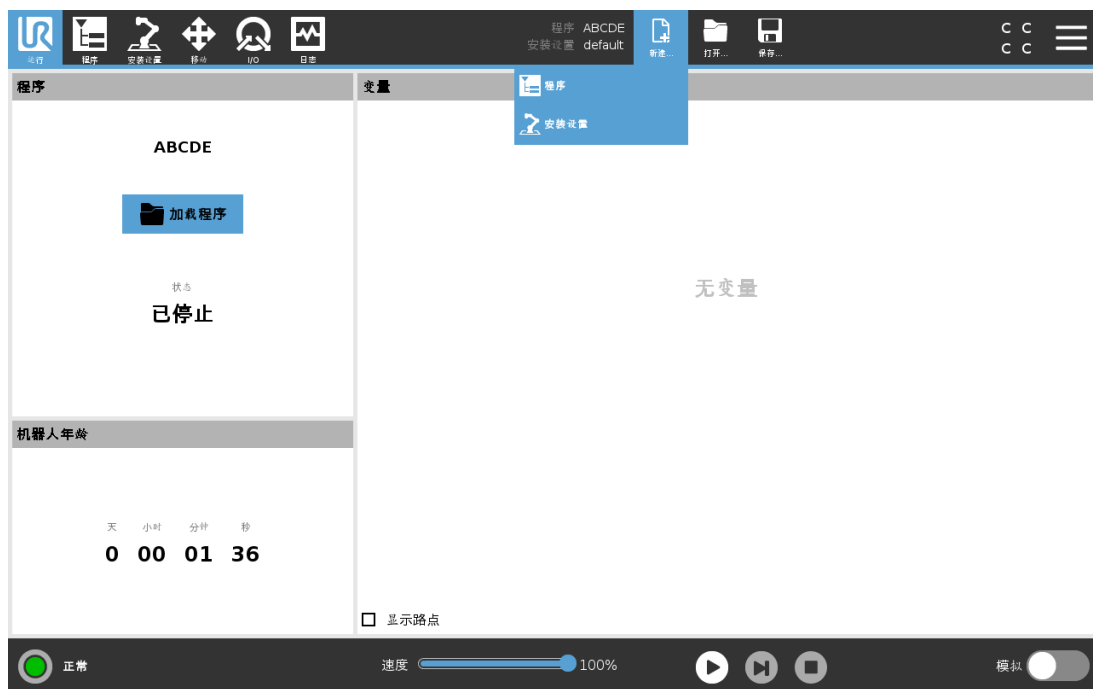 程序 ABCDE
安装设置 default
C C
C C
运行 程序 安装设置 移动 I/O 日志 新建... 打开... 保存...
程序
安装设置
程序
ABCDE
加载程序
状态
已停止
机器人年龄
天 小时 分钟 秒
0 00 01 36
变量
无变量
显示路点
正常
速度 100%
模拟